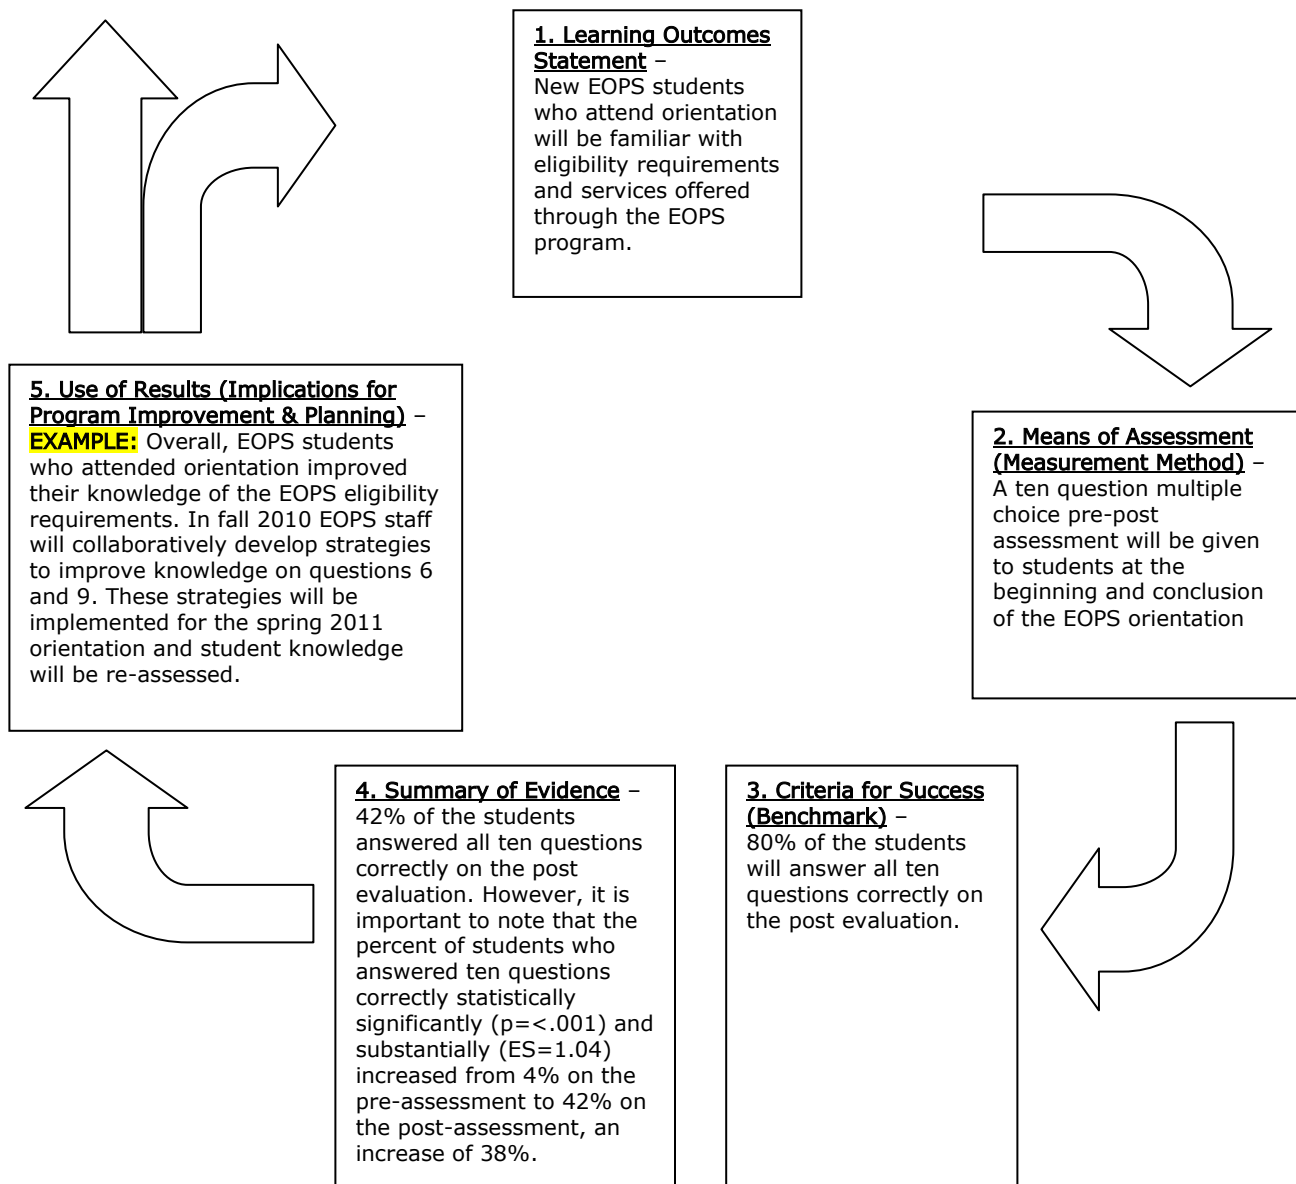 1. Learning Outcomes
Statement –
New EOPS students
who attend orientation
will be familiar with
eligibility requirements
and services offered
through the EOPS
program.
2. Means of Assessment
(Measurement Method) –
A ten question multiple
choice pre-post
assessment will be given
to students at the
beginning and conclusion
of the EOPS orientation
3. Criteria for Success
(Benchmark) –
80% of the students
will answer all ten
questions correctly on
the post evaluation.
4. Summary of Evidence –
42% of the students
answered all ten questions
correctly on the post
evaluation. However, it is
important to note that the
percent of students who
answered ten questions
correctly statistically
significantly (p=<.001) and
substantially (ES=1.04)
increased from 4% on the
pre-assessment to 42% on
the post-assessment, an
increase of 38%.
5. Use of Results (Implications for
Program Improvement & Planning) –
EXAMPLE: Overall, EOPS students
who attended orientation improved
their knowledge of the EOPS eligibility
requirements. In fall 2010 EOPS staff
will collaboratively develop strategies
to improve knowledge on questions 6
and 9. These strategies will be
implemented for the spring 2011
orientation and student knowledge
will be re-assessed.